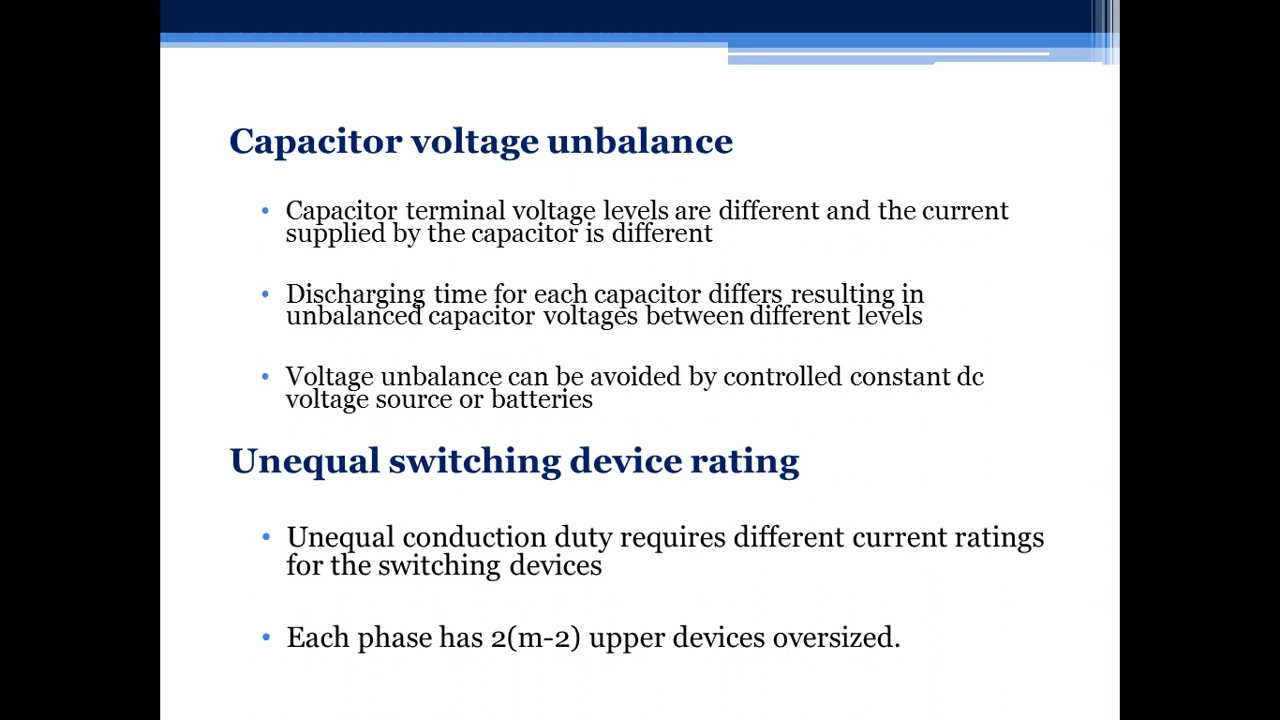 Capacitor voltage unbalance
• Capacitor terminal voltage levels are different and the current
supplied by the capacitor is different
• Discharging time for each capacitor differs resulting in
unbalanced capacitor voltages between different levels
• Voltage unbalance can be avoided by controlled constant dc
voltage source or batteries
Unequal switching device rating
• Unequal conduction duty requires different current ratings
for the switching devices
• Each phase has 2(m-2) upper devices oversized.